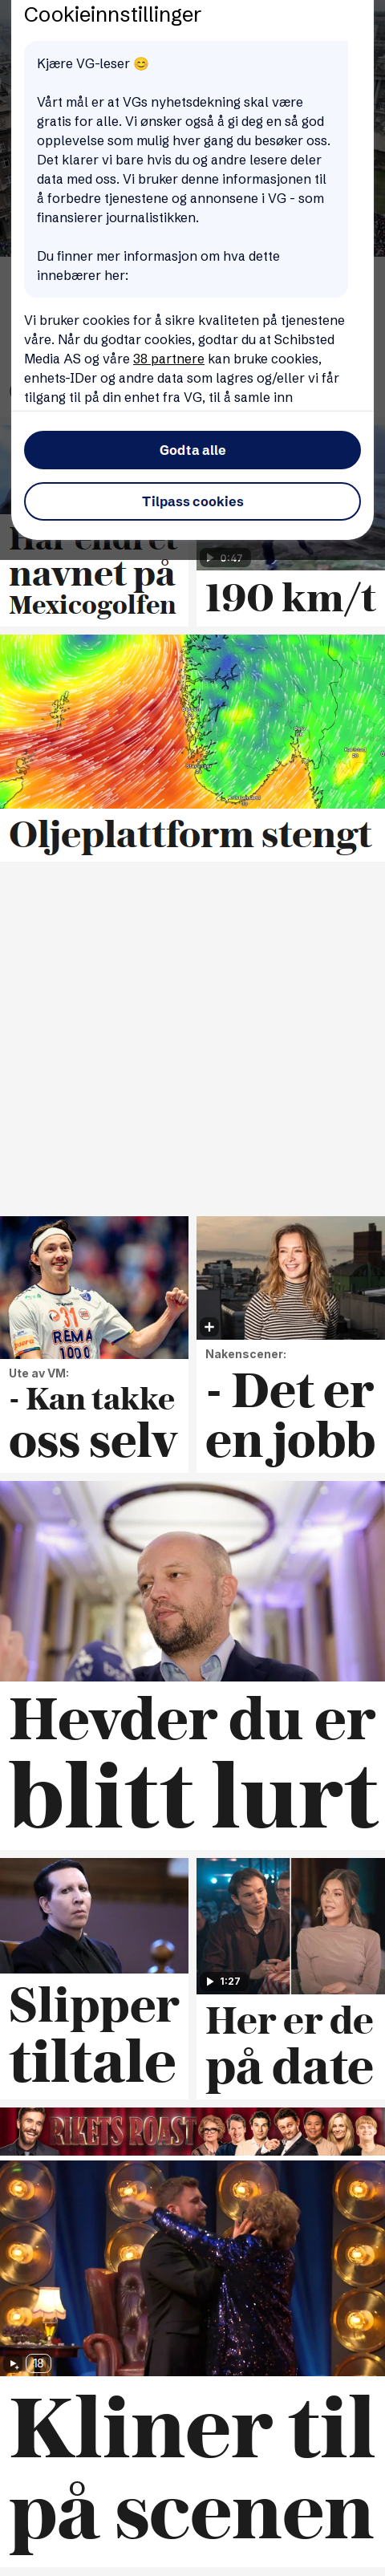 Cookieinnstillinger
Kjære VG-leser 😊
Vårt mål er at VGs nyhetsdekning skal være
gratis for alle. Vi ønsker også å gi deg en så god
opplevelse som mulig hver gang du besøker oss.
Det klarer vi bare hvis du og andre lesere deler
data med oss. Vi bruker denne informasjonen til
å forbedre tjenestene og annonsene i VG - som
finansierer journalistikken.
Du finner mer informasjon om hva dette
innebærer her:
Vi bruker cookies for å sikre kvaliteten på tjenestene
våre. Når du godtar cookies, godtar du at Schibsted
Media AS og våre 38 partnere kan bruke cookies,
enhets-IDer og andre data som lagres og/eller vi får
tilgang til på din enhet fra VG, til å samle inn
Godta alle
Tilpass cookies
Har endret
navnet på
Mexicogolfen
0:47
190 km/t
Oljeplattform stengt
REMA
1000
Ute av VM:
- Kan takke
oss selv
Nakenscener:
- Det er
en jobb
Hevder du er
blitt lurt
Slipper
tiltale
1:27
Her er de
på date
RIKETS ROAST
18
Kliner til
på scenen